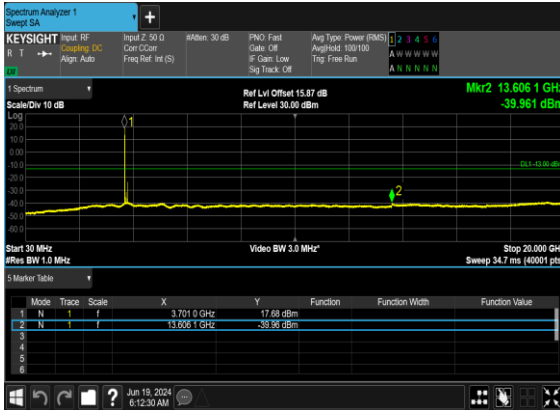 Spectrum Analyzer 1
Swept SA
+
KEYSIGHT
R T
Input: RF
Coupling: DC
Align: Auto
Input Z: 50 Ω
Corr CCorr
Freq Ref: Int (S)
#Atten: 30 dB
PNO: Fast
Gate: Off
IF Gain: Low
Sig Track: Off
Avg Type: Power (RMS)
Avg|Hold: 100/100
Trig: Free Run
1 2 3 4 5 6
A W W W W W
A N N N N N
1 Spectrum
Scale/Div 10 dB
Ref Lvl Offset 15.87 dB
Ref Level 30.00 dBm
Mkr2 13.606 1 GHz
-39.961 dBm
Log
20.0
10.0
0.00
-10.0
-20.0
-30.0
-40.0
-50.0
-60.0
1
2
DL1 -13.00 dBm
Start 30 MHz
#Res BW 1.0 MHz
Video BW 3.0 MHz*
Stop 20.000 GHz
Sweep 34.7 ms (40001 pts)
5 Marker Table
Mode Trace Scale X Y Function Function Width Function Value
1 N 1 f 3.701 0 GHz 17.68 dBm
2 N 1 f 13.606 1 GHz -39.96 dBm
3
4
5
6
?
Jun 19, 2024
6:12:30 AM